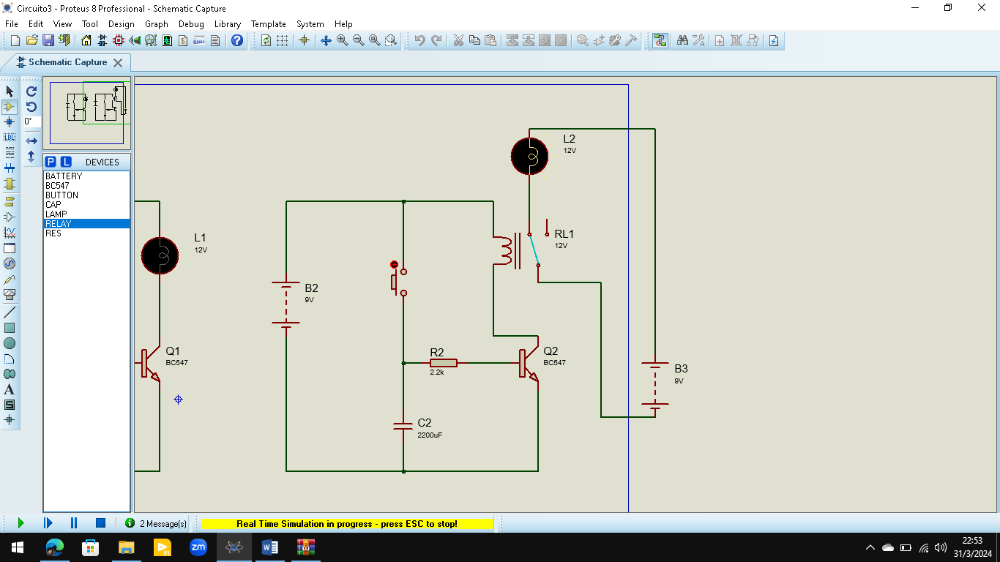 Circuito3 - Proteus 8 Professional - Schematic Capture
File Edit View Tool Design Graph Debug Library Template System Help
Schematic Capture
LBL
0°
P L DEVICES
BATTERY
BC547
BUTTON
CAP
LAMP
RELAY
RES
A
S
L1
12V
Q1
BC547
B2
9V
R2
2.2k
C2
2200uF
L2
12V
RL1
12V
Q2
BC547
B3
9V
2 Message(s)
Real Time Simulation in progress - press ESC to stop!
21
zm
W
22:53
31/3/2024